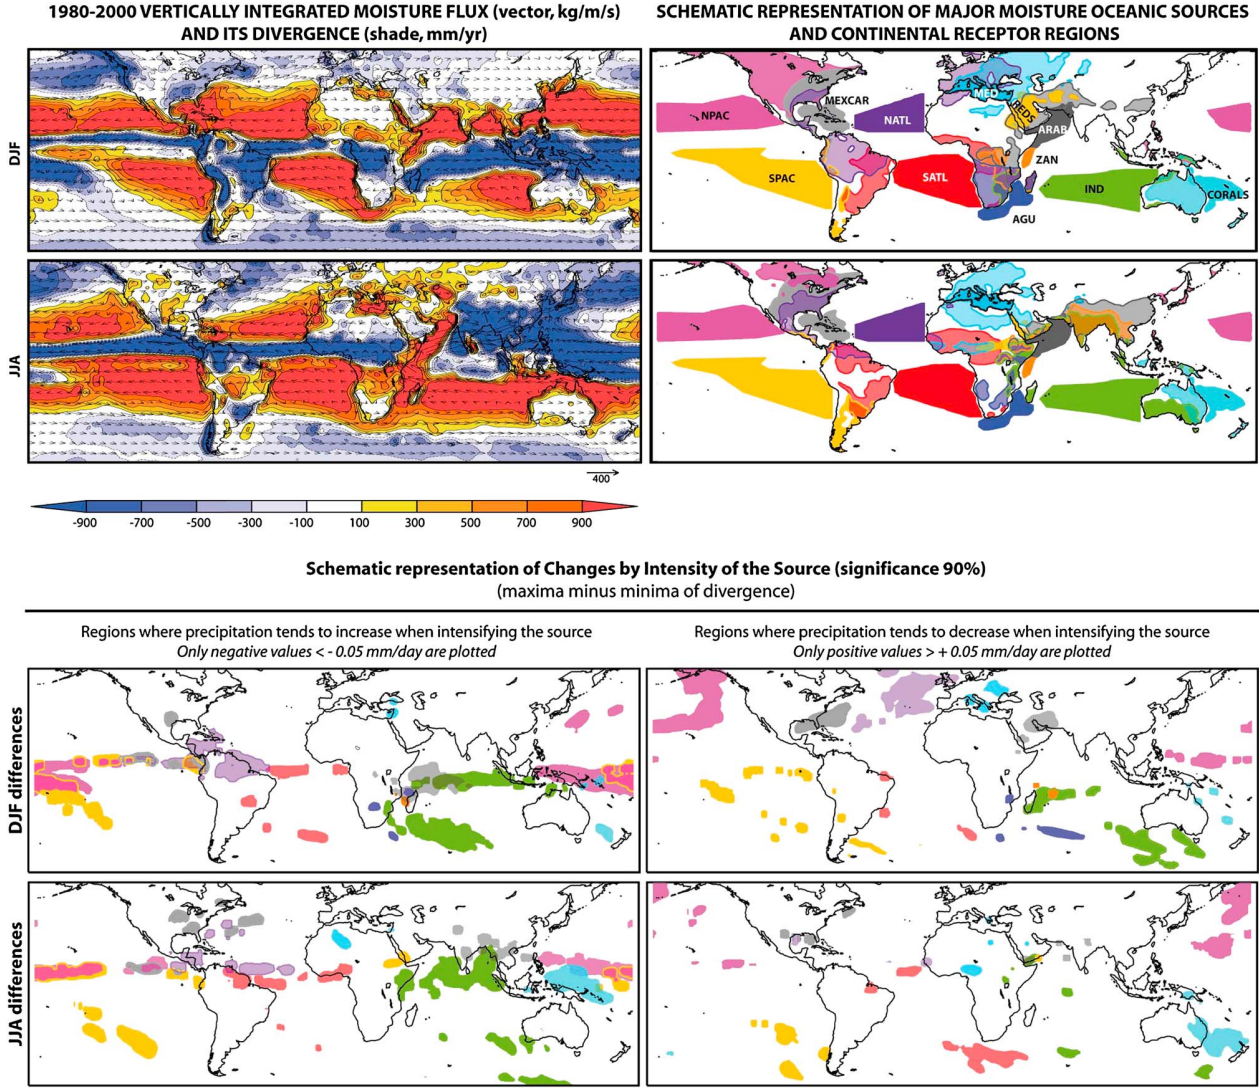 1980-2000 VERTICALLY INTEGRATED MOISTURE FLUX (vector, kg/m/s)
AND ITS DIVERGENCE (shade, mm/yr)
SCHEMATIC REPRESENTATION OF MAJOR MOISTURE OCEANIC SOURCES
AND CONTINENTAL RECEPTOR REGIONS
DJF
NPAC
MEXCAR
NATL
MED
REDS
ARAB
ZAN
SPAC
SATL
IND
CORALS
AGU
JJA
400
-900 -700 -500 -300 -100 100 300 500 700 900
Schematic representation of Changes by Intensity of the Source (significance 90%)
(maxima minus minima of divergence)
Regions where precipitation tends to increase when intensifying the source
Only negative values < - 0.05 mm/day are plotted
Regions where precipitation tends to decrease when intensifying the source
Only positive values > + 0.05 mm/day are plotted
DJF differences
JJA differences